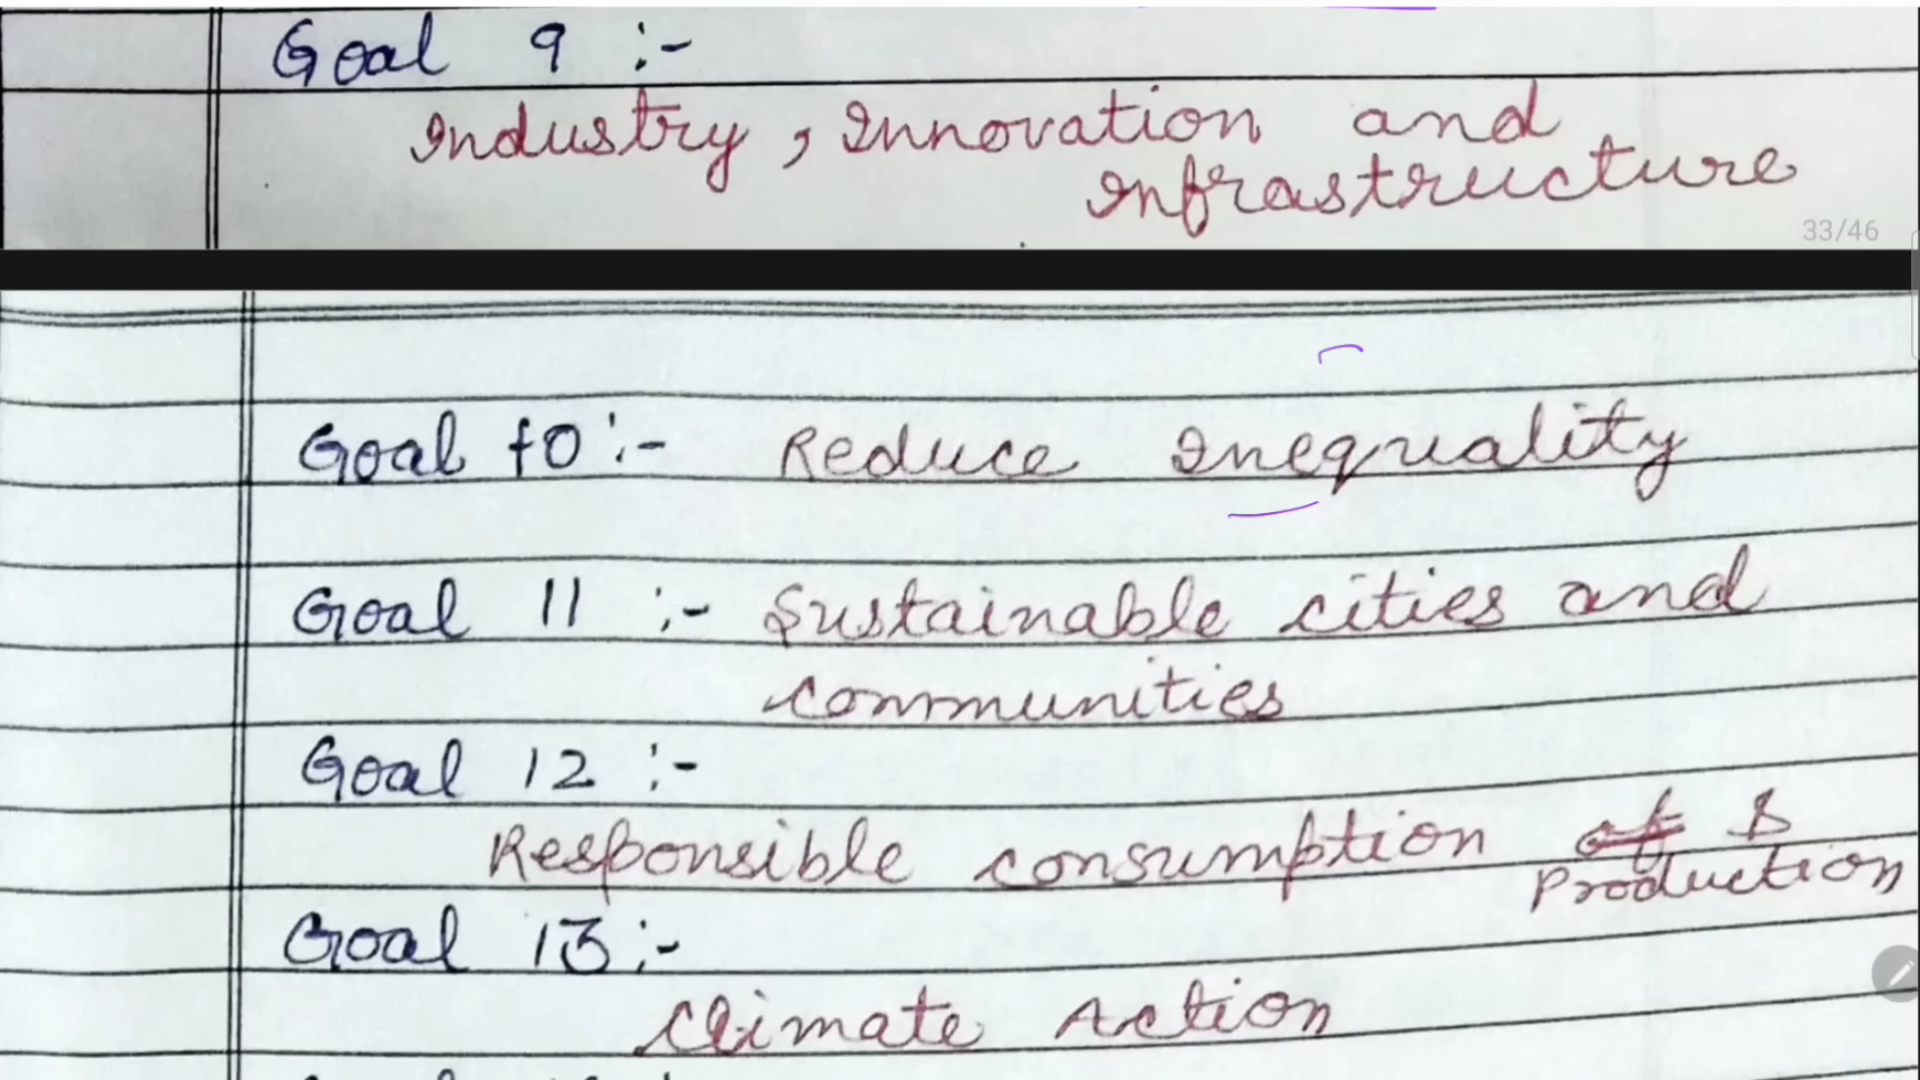 Goal 9 :-
Industry, Innovation and
Infrastructure
33/46
Goal 10 :- Reduce Inequality
Goal 11 :- Sustainable cities and
communities
Goal 12 :-
Responsible consumption of &
Production
Goal 13 :-
Climate Action